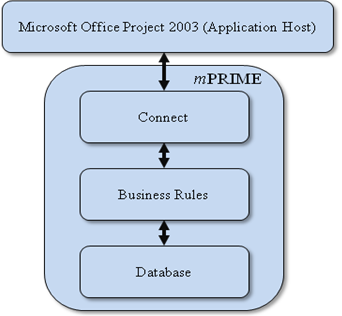 Microsoft Office Project 2003 (Application Host)
mPRIME
Connect
Business Rules
Database